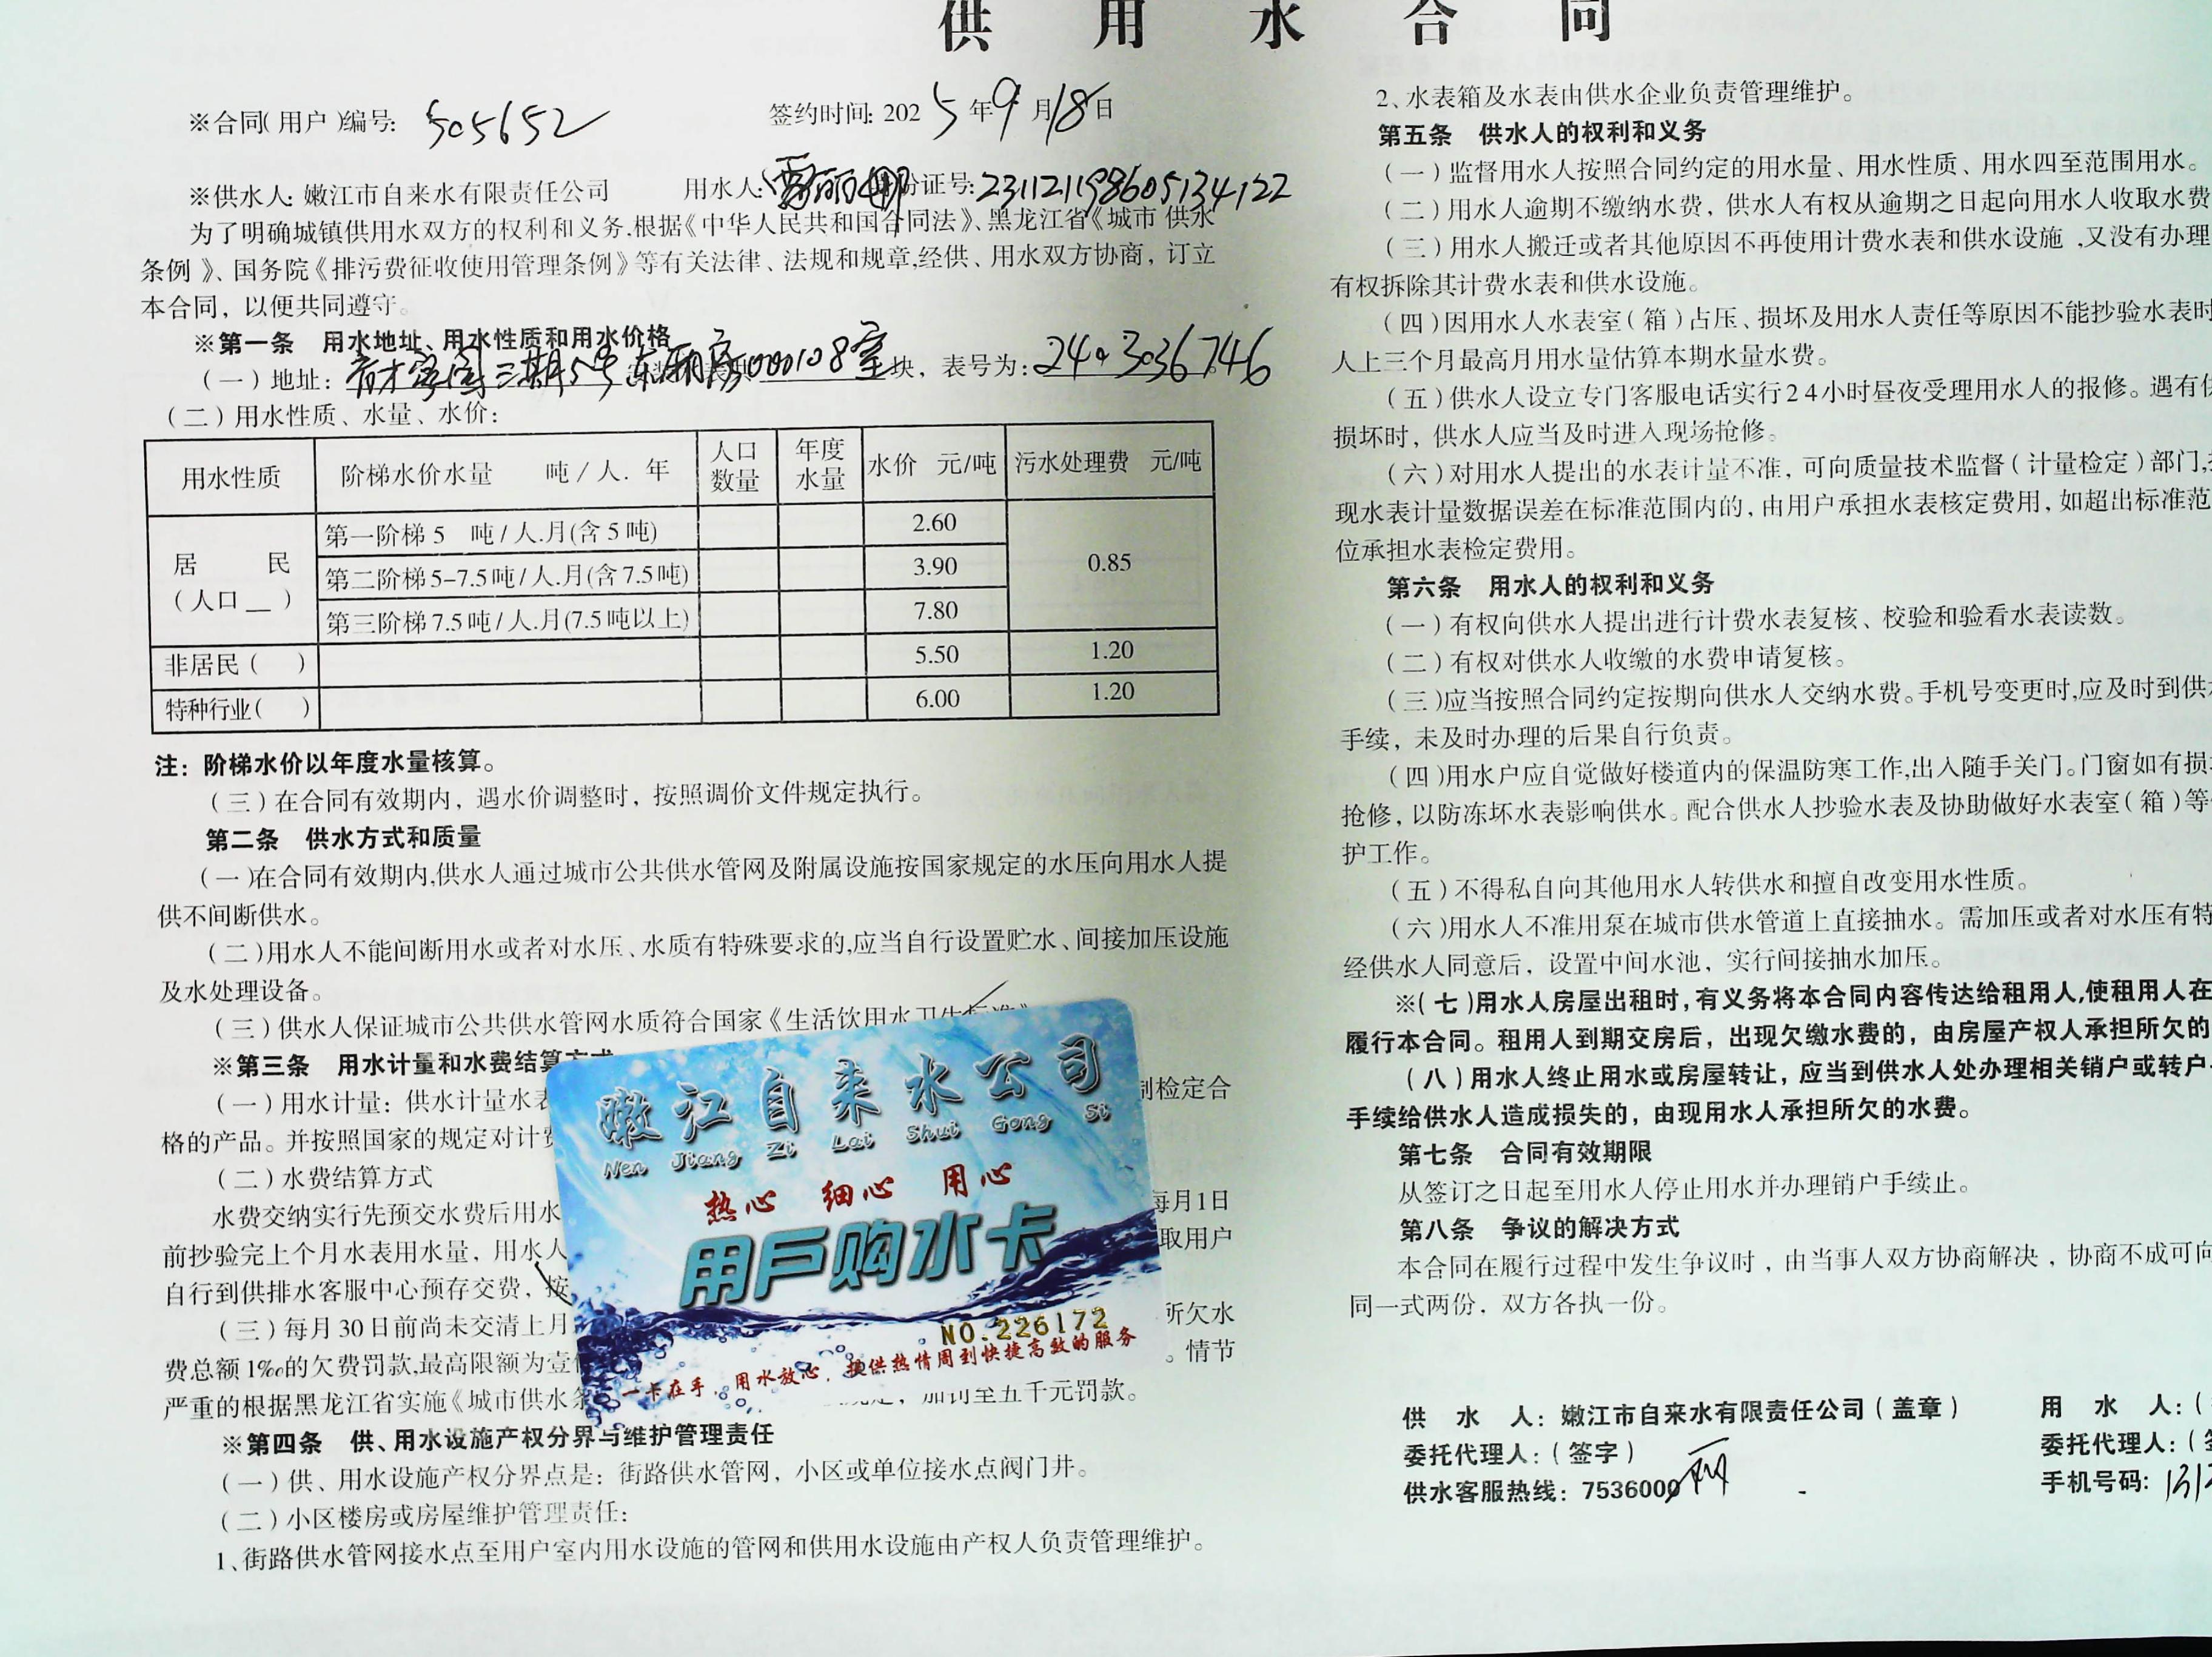 供用水合同
※合同(用户)编号: 505652 签约时间: 2025年9月18日
※供水人: 嫩江市自来水有限责任公司 用水人: 丽娜 份证号: 231121198605134122
为了明确城镇供用水双方的权利和义务.根据《中华人民共和国合同法》、黑龙江省《城市 供水
条例》、国务院《排污费征收使用管理条例》等有关法律、法规和规章,经供、用水双方协商，订立
本合同，以便共同遵守。
※第一条 用水地址、用水性质和用水价格
(一)地址: 三期5号东厢房000108室 块，表号为: 2403036746
(二)用水性质、水量、水价:
用水性质 阶梯水价水量 吨/人.年 人口数量 年度水量 水价 元/吨 污水处理费 元/吨
居民(人口__) 第一阶梯 5 吨/人.月(含 5 吨) 2.60 0.85
第二阶梯 5-7.5 吨/人.月(含 7.5 吨) 3.90
第三阶梯 7.5 吨/人.月(7.5 吨以上) 7.80
非居民( ) 5.50 1.20
特种行业( ) 6.00 1.20
注: 阶梯水价以年度水量核算。
(三)在合同有效期内，遇水价调整时，按照调价文件规定执行。
第二条 供水方式和质量
(一)在合同有效期内,供水人通过城市公共供水管网及附属设施按国家规定的水压向用水人提
供不间断供水。
(二)用水人不能间断用水或者对水压、水质有特殊要求的,应当自行设置贮水、间接加压设施
及水处理设备。
(三)供水人保证城市公共供水管网水质符合国家《生活饮用水卫生标准》
※第三条 用水计量和水费结算方式
(一)用水计量: 供水计量水表 制检定合
格的产品。并按照国家的规定对计费
(二)水费结算方式
水费交纳实行先预交水费后用水 每月1日
前抄验完上个月水表用水量，用水人 取用户
自行到供排水客服中心预存交费，按
(三)每月 30 日前尚未交清上月 所欠水
费总额 1‰的欠费罚款,最高限额为壹 。情节
严重的根据黑龙江省实施《城市供水条 规定，加罚至五千元罚款。
※第四条 供、用水设施产权分界与维护管理责任
(一)供、用水设施产权分界点是: 街路供水管网，小区或单位接水点阀门井。
(二)小区楼房或房屋维护管理责任:
1、街路供水管网接水点至用户室内用水设施的管网和供用水设施由产权人负责管理维护。
嫩江自来水公司
Nen Jiang Zi Lai Shui Gong Si
热心 细心 用心
用户购水卡
NO.226172
一卡在手，用水放心，提供热情周到快捷高效的服务
2、水表箱及水表由供水企业负责管理维护。
第五条 供水人的权利和义务
(一)监督用水人按照合同约定的用水量、用水性质、用水四至范围用水。
(二)用水人逾期不缴纳水费，供水人有权从逾期之日起向用水人收取水费
(三)用水人搬迁或者其他原因不再使用计费水表和供水设施 ,又没有办理
有权拆除其计费水表和供水设施。
(四)因用水人水表室(箱)占压、损坏及用水人责任等原因不能抄验水表时
人上三个月最高月用水量估算本期水量水费。
(五)供水人设立专门客服电话实行24小时昼夜受理用水人的报修。遇有供
损坏时，供水人应当及时进入现场抢修。
(六)对用水人提出的水表计量不准，可向质量技术监督(计量检定)部门,
现水表计量数据误差在标准范围内的,由用户承担水表核定费用，如超出标准范
位承担水表检定费用。
第六条 用水人的权利和义务
(一)有权向供水人提出进行计费水表复核、校验和验看水表读数。
(二)有权对供水人收缴的水费申请复核。
(三)应当按照合同约定按期向供水人交纳水费。手机号变更时,应及时到供水
手续，未及时办理的后果自行负责。
(四)用水户应自觉做好楼道内的保温防寒工作,出入随手关门。门窗如有损
抢修，以防冻坏水表影响供水。配合供水人抄验水表及协助做好水表室(箱)等
护工作。
(五)不得私自向其他用水人转供水和擅自改变用水性质。
(六)用水人不准用泵在城市供水管道上直接抽水。需加压或者对水压有特
经供水人同意后，设置中间水池，实行间接抽水加压。
※(七)用水人房屋出租时,有义务将本合同内容传达给租用人,使租用人在
履行本合同。租用人到期交房后，出现欠缴水费的，由房屋产权人承担所欠的
(八)用水人终止用水或房屋转让，应当到供水人处办理相关销户或转户
手续给供水人造成损失的，由现用水人承担所欠的水费。
第七条 合同有效期限
从签订之日起至用水人停止用水并办理销户手续止。
第八条 争议的解决方式
本合同在履行过程中发生争议时，由当事人双方协商解决，协商不成可向
同一式两份，双方各执一份。
供 水 人: 嫩江市自来水有限责任公司(盖章) 用 水 人: (
委托代理人: (签字) 委托代理人: (签
供水客服热线: 7536000 手机号码: 131